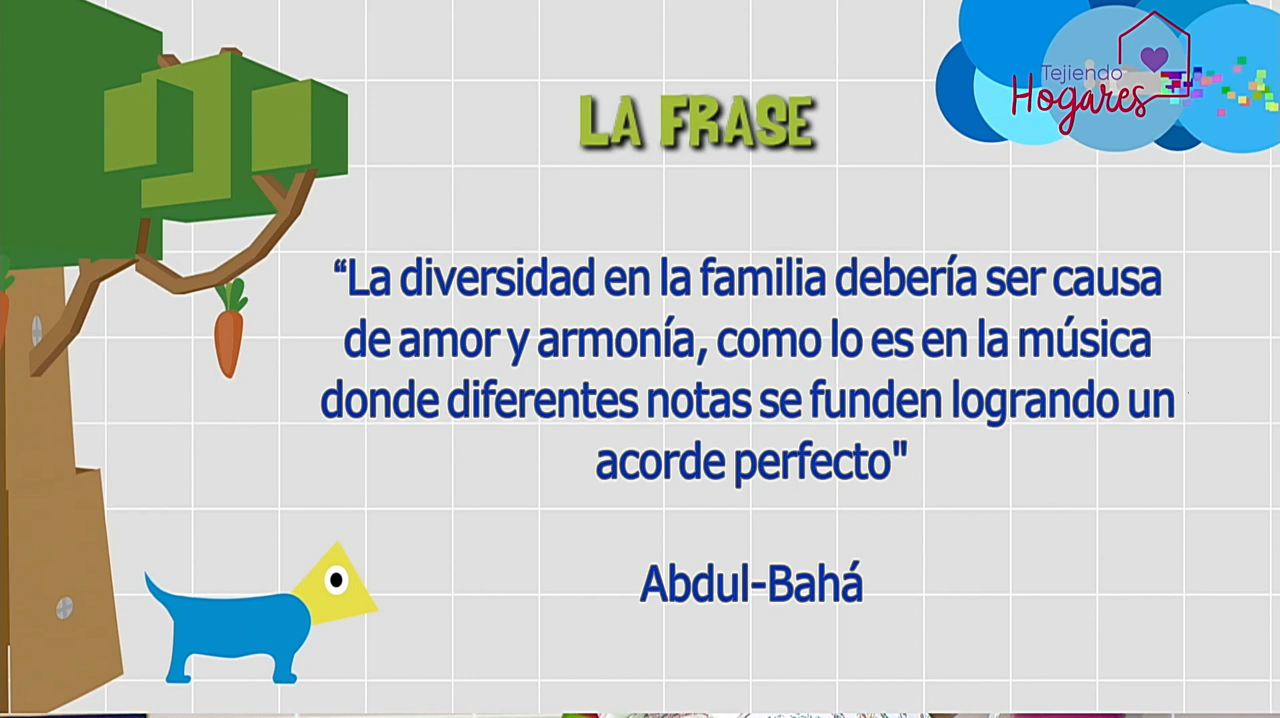 Tejiendo
Hogares
LA FRASE
“La diversidad en la familia debería ser causa
de amor y armonía, como lo es en la música
donde diferentes notas se funden logrando un
acorde perfecto"
Abdul-Bahá